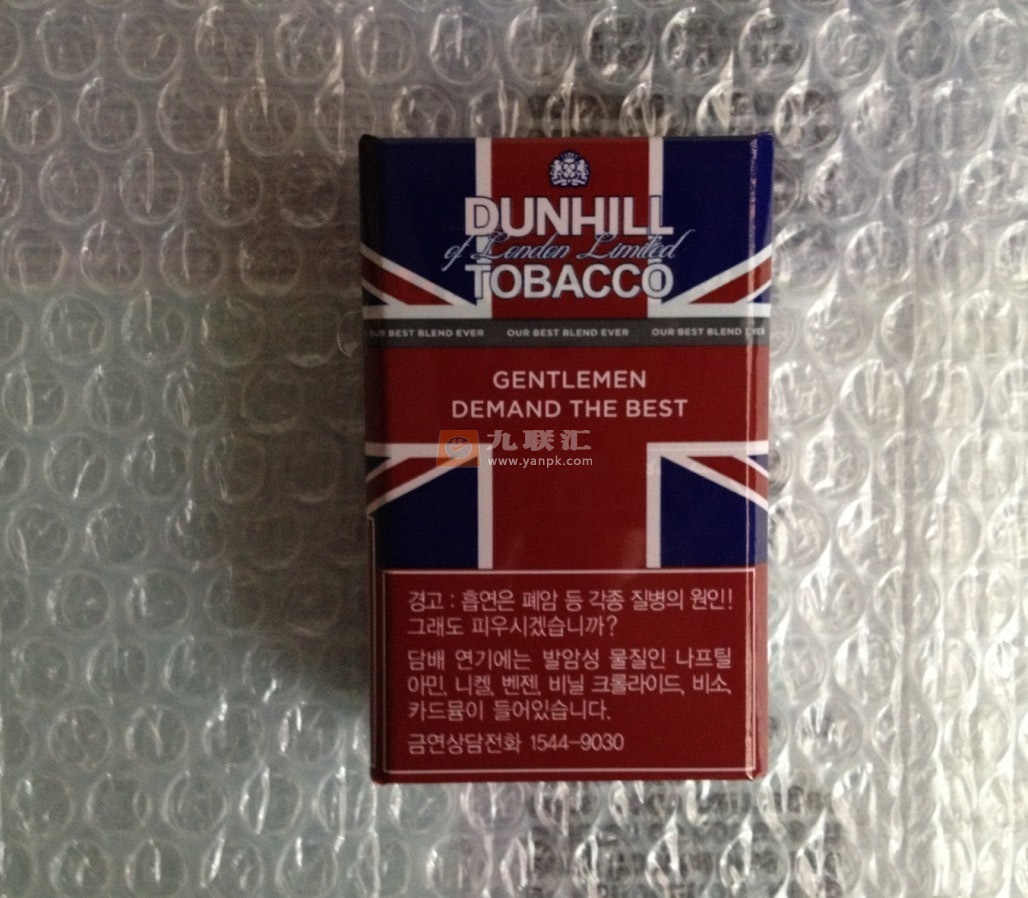 DUNHILL
of London Limited
TOBACCO
OUR BEST BLEND EVER OUR BEST BLEND EVER OUR BEST BLEND EVER
GENTLEMEN
DEMAND THE BEST
九联汇
www.yanpk.com
경고 : 흡연은 폐암 등 각종 질병의 원인!
그래도 피우시겠습니까?
담배 연기에는 발암성 물질인 나프틸
아민, 니켈, 벤젠, 비닐 크롤라이드, 비소,
카드뮴이 들어있습니다.
금연상담전화 1544-9030